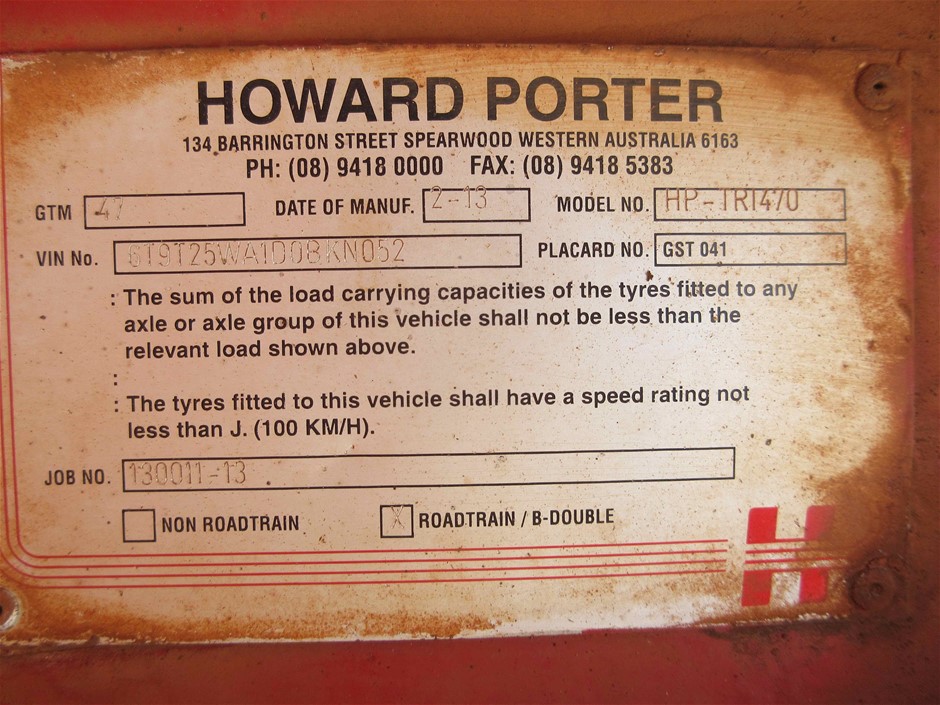 HOWARD PORTER
134 BARRINGTON STREET SPEARWOOD WESTERN AUSTRALIA 6163
PH: (08) 9418 0000 FAX: (08) 9418 5383
GTM 47 DATE OF MANUF. 2-13 MODEL NO. HP-TRI470
VIN No. 6T9T25WA1D08KN052 PLACARD NO. GST 041
: The sum of the load carrying capacities of the tyres fitted to any
axle or axle group of this vehicle shall not be less than the
relevant load shown above.
:
: The tyres fitted to this vehicle shall have a speed rating not
less than J. (100 KM/H).
JOB NO. 130011-13
NON ROADTRAIN X ROADTRAIN / B-DOUBLE
H